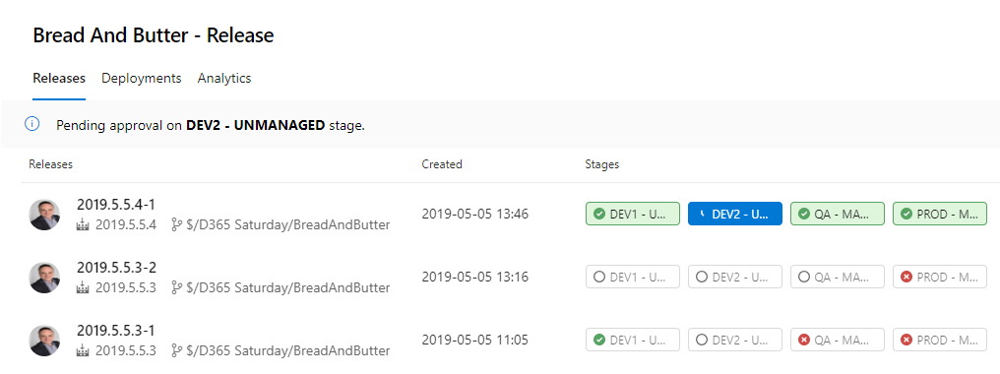 Bread And Butter - Release
Releases Deployments Analytics
Pending approval on DEV2 - UNMANAGED stage.
Releases Created Stages
2019.5.5.4-1
2019.5.5.4 $/D365 Saturday/BreadAndButter 2019-05-05 13:46 DEV1 - U... DEV2 - U... QA - MA... PROD - M...
2019.5.5.3-2
2019.5.5.3 $/D365 Saturday/BreadAndButter 2019-05-05 13:16 DEV1 - U... DEV2 - U... QA - MA... PROD - M...
2019.5.5.3-1
2019.5.5.3 $/D365 Saturday/BreadAndButter 2019-05-05 11:05 DEV1 - U... DEV2 - U... QA - MA... PROD - M...